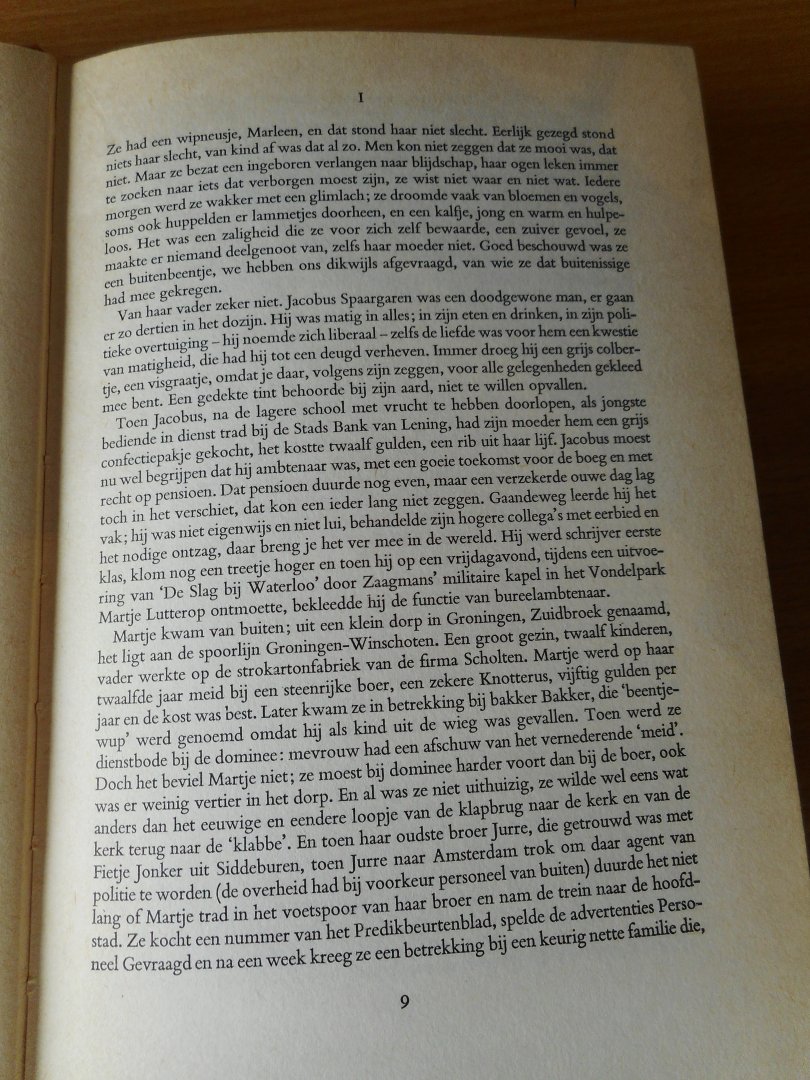 I
Ze had een wipneusje, Marleen, en dat stond haar niet slecht. Eerlijk gezegd stond
niets haar slecht, van kind af was dat al zo. Men kon niet zeggen dat ze mooi was, dat
niet. Maar ze bezat een ingeboren verlangen naar blijdschap, haar ogen leken immer
te zoeken naar iets dat verborgen moest zijn, ze wist niet waar en niet wat. Iedere
morgen werd ze wakker met een glimlach; ze droomde vaak van bloemen en vogels,
soms ook huppelden er lammetjes doorheen, en een kalfje, jong en warm en hulpe-
loos. Het was een zaligheid die ze voor zich zelf bewaarde, een zuiver gevoel, ze
maakte er niemand deelgenoot van, zelfs haar moeder niet. Goed beschouwd was ze
een buitenbeentje, we hebben ons dikwijls afgevraagd, van wie ze dat buitenissige
had mee gekregen.
Van haar vader zeker niet. Jacobus Spaargaren was een doodgewone man, er gaan
er zo dertien in het dozijn. Hij was matig in alles; in zijn eten en drinken, in zijn poli-
tieke overtuiging – hij noemde zich liberaal – zelfs de liefde was voor hem een kwestie
van matigheid, die had hij tot een deugd verheven. Immer droeg hij een grijs colber-
tje, een visgraatje, omdat je daar, volgens zijn zeggen, voor alle gelegenheden gekleed
mee bent. Een gedekte tint behoorde bij zijn aard, niet te willen opvallen.
Toen Jacobus, na de lagere school met vrucht te hebben doorlopen, als jongste
bediende in dienst trad bij de Stads Bank van Lening, had zijn moeder hem een grijs
confectiepakje gekocht, het kostte twaalf gulden, een rib uit haar lijf. Jacobus moest
nu wel begrijpen dat hij ambtenaar was, met een goeie toekomst voor de boeg en met
recht op pensioen. Dat pensioen duurde nog even, maar een verzekerde ouwe dag lag
toch in het verschiet, dat kon een ieder lang niet zeggen. Gaandeweg leerde hij het
vak; hij was niet eigenwijs en niet lui, behandelde zijn hogere collega's met eerbied en
het nodige ontzag, daar breng je het ver mee in de wereld. Hij werd schrijver eerste
klas, klom nog een treetje hoger en toen hij op een vrijdagavond, tijdens een uitvoe-
ring van 'De Slag bij Waterloo' door Zaagmans' militaire kapel in het Vondelpark
Martje Lutterop ontmoette, bekleedde hij de functie van bureelambtenaar.
Martje kwam van buiten; uit een klein dorp in Groningen, Zuidbroek genaamd,
het ligt aan de spoorlijn Groningen-Winschoten. Een groot gezin, twaalf kinderen,
vader werkte op de strokartonfabriek van de firma Scholten. Martje werd op haar
twaalfde jaar meid bij een steenrijke boer, een zekere Knotterus, vijftig gulden per
jaar en de kost was 'best. Later kwam ze in betrekking bij bakker Bakker, die 'beentje-
wup' werd genoemd omdat hij als kind uit de wieg was gevallen. Toen werd ze
dienstbode bij de dominee: mevrouw had een afschuw van het vernederende 'meid'.
Doch het beviel Martje niet; ze moest bij dominee harder voort dan bij de boer, ook
was er weinig vertier in het dorp. En al was ze niet uithuizig, ze wilde wel eens wat
anders dan het eeuwige en eendere loopje van de klapbrug naar de kerk en van de
kerk terug naar de 'klabbe'. En toen haar oudste broer Jurre, die getrouwd was met
Fietje Jonker uit Siddeburen, toen Jurre naar Amsterdam trok om daar agent van
politie te worden (de overheid had bij voorkeur personeel van buiten) duurde het niet
lang of Martje trad in het voetspoor van haar broer en nam de trein naar de hoofd-
stad. Ze kocht een nummer van het Predikbeurtenblad, spelde de advertenties Perso-
neel Gevraagd en na een week kreeg ze een betrekking bij een keurig nette familie die,
9